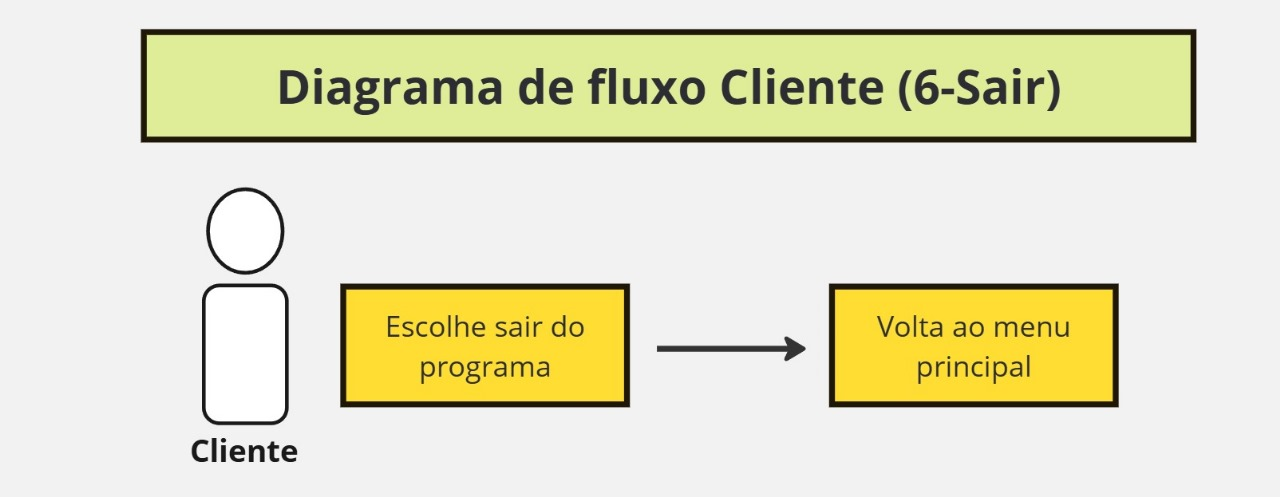 Diagrama de fluxo Cliente (6-Sair)
Escolhe sair do
programa
Volta ao menu
principal
Cliente